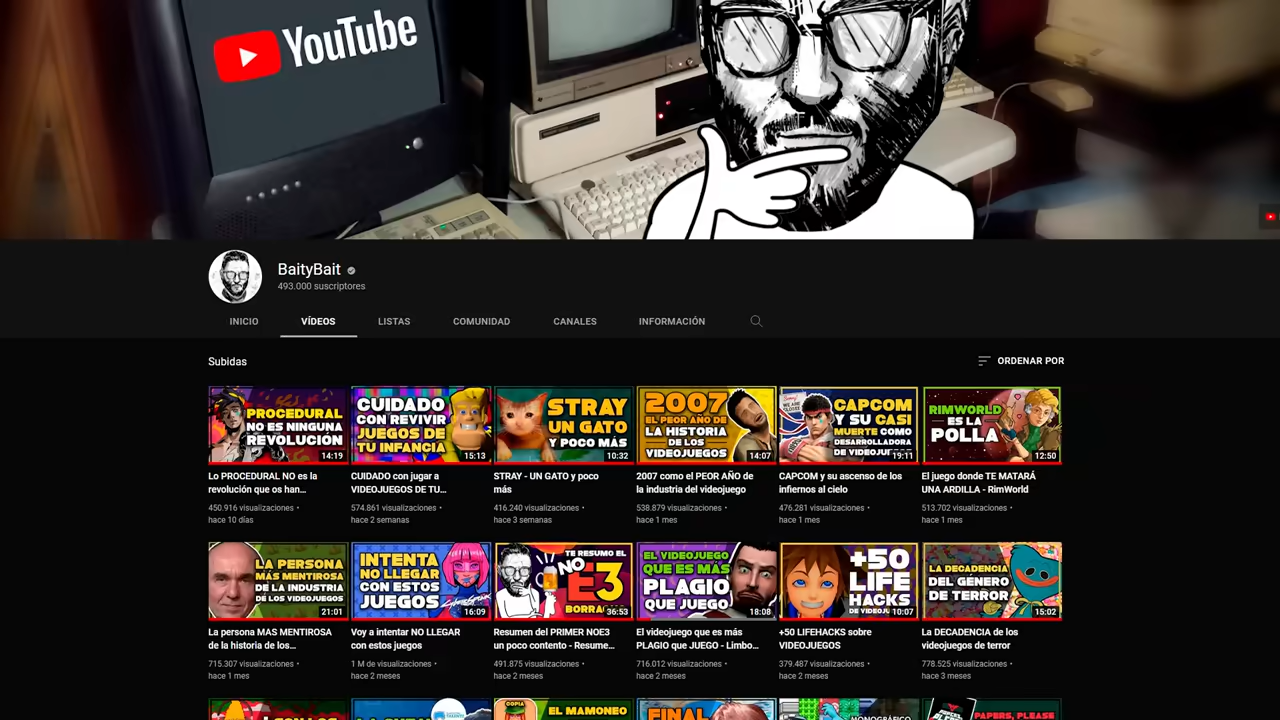 YouTube
BaityBait
493.000 suscriptores
INICIO
VÍDEOS
LISTAS
COMUNIDAD
CANALES
INFORMACIÓN
Subidas
ORDENAR POR
PROCEDURAL
NO ES NINGUNA
REVOLUCIÓN
14:19
CUIDADO
CON REVIVIR
JUEGOS DE
TU INFANCIA
15:13
STRAY
UN GATO
Y POCO MÁS
10:32
2007
EL PEOR AÑO DE
LA HISTORIA
DE LOS
VIDEOJUEGOS
14:07
WE ARE
CLOSED
CAPCOM
Y SU CASI
MUERTE COMO
DESARROLLADORA
DE VIDEOJU
19:11
RIMWORLD
ES LA
POLLA
12:50
Lo PROCEDURAL NO es la
revolución que os han...
450.916 visualizaciones •
hace 10 días
CUIDADO con jugar a
VIDEOJUEGOS DE TU...
574.861 visualizaciones •
hace 2 semanas
STRAY - UN GATO y poco
más
416.240 visualizaciones •
hace 3 semanas
2007 como el PEOR AÑO de
la industria del videojuego
538.879 visualizaciones •
hace 1 mes
CAPCOM y su ascenso de los
infiernos al cielo
476.281 visualizaciones •
hace 1 mes
El juego donde TE MATARÁ
UNA ARDILLA - RimWorld
513.702 visualizaciones •
hace 1 mes
LA PERSONA
MÁS MENTIROSA
DE LA INDUSTRIA
DE LOS VIDEOJUEGOS
21:01
INTENTA
NO LLEGAR
CON ESTOS
JUEGOS
16:09
TE RESUMO EL
NO
E3
BORRA
36:53
EL VIDEOJUEGO
QUE ES MÁS
PLAGIO
QUE JUEGO
18:08
+50
LIFE
HACKS
DE VIDEOJ
10:07
LA DECADENCIA
DEL GÉNERO
DE TERROR
15:02
La persona MAS MENTIROSA
de la historia de los...
715.307 visualizaciones •
hace 1 mes
Voy a intentar NO LLEGAR
con estos juegos
1 M de visualizaciones •
hace 2 meses
Resumen del PRIMER NOE3
un poco contento - Resume...
491.875 visualizaciones •
hace 2 meses
El videojuego que es más
PLAGIO que JUEGO - Limbo...
716.012 visualizaciones •
hace 2 meses
+50 LIFEHACKS sobre
VIDEOJUEGOS
379.487 visualizaciones •
hace 2 meses
La DECADENCIA de los
videojuegos de terror
778.525 visualizaciones •
hace 3 meses
COPIA
EL MAMONEO
FINAL
MONOGRÁFICO
PAPERS, PLEASE